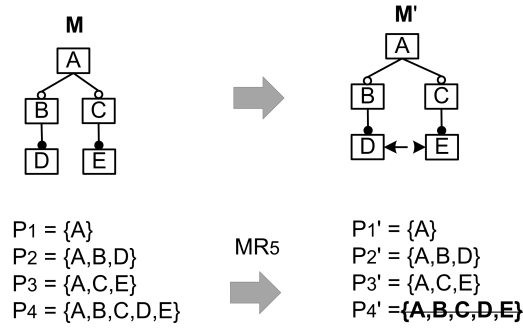 M
M'
A
A
B
C
B
C
D
E
D
E
P1 = {A}
P2 = {A,B,D}
P3 = {A,C,E}
P4 = {A,B,C,D,E}
MR5
P1' = {A}
P2' = {A,B,D}
P3' = {A,C,E}
P4' = {A,B,C,D,E}